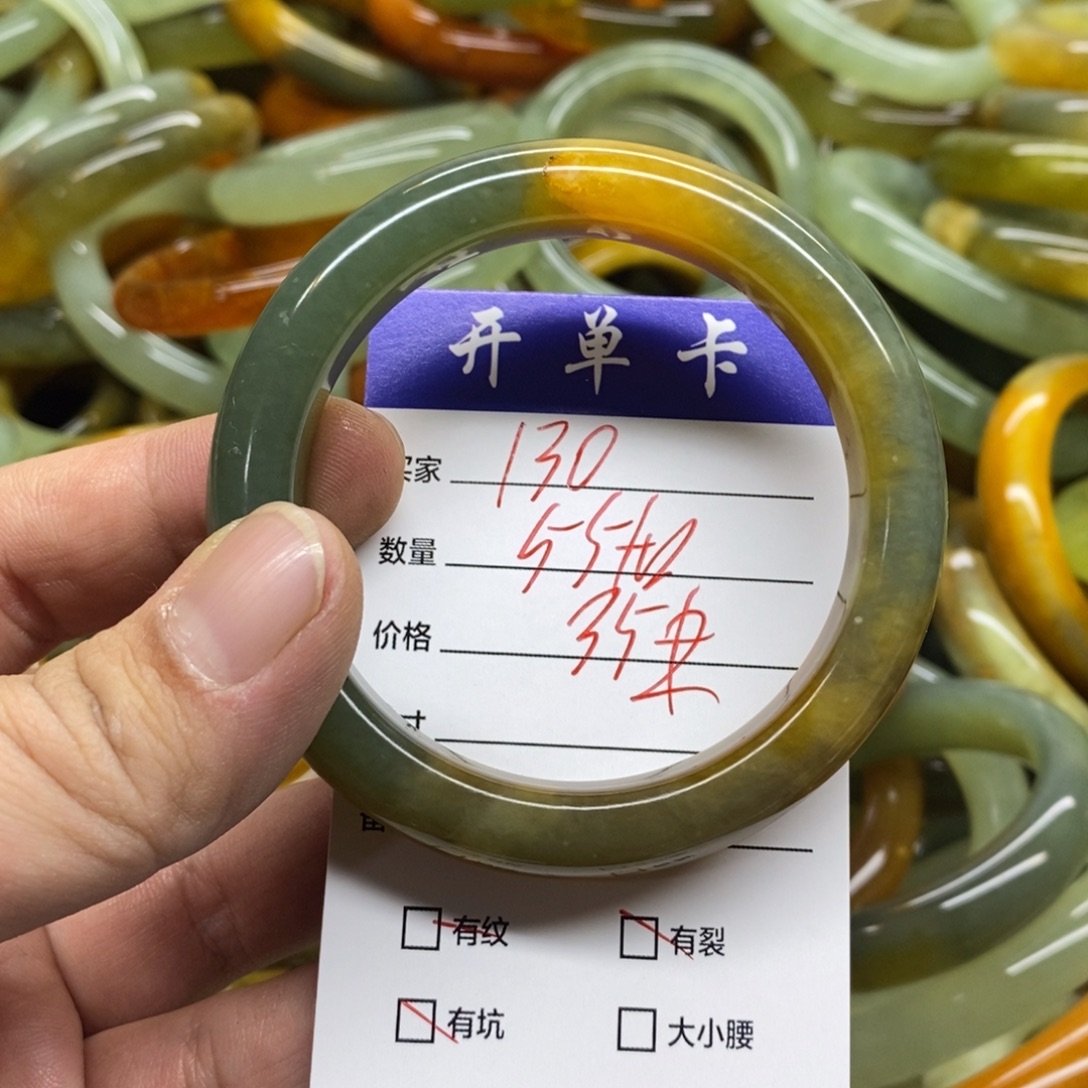 开单卡
买家 130
数量 55
价格 35
寸
有纹 有裂
有坑 大小腰